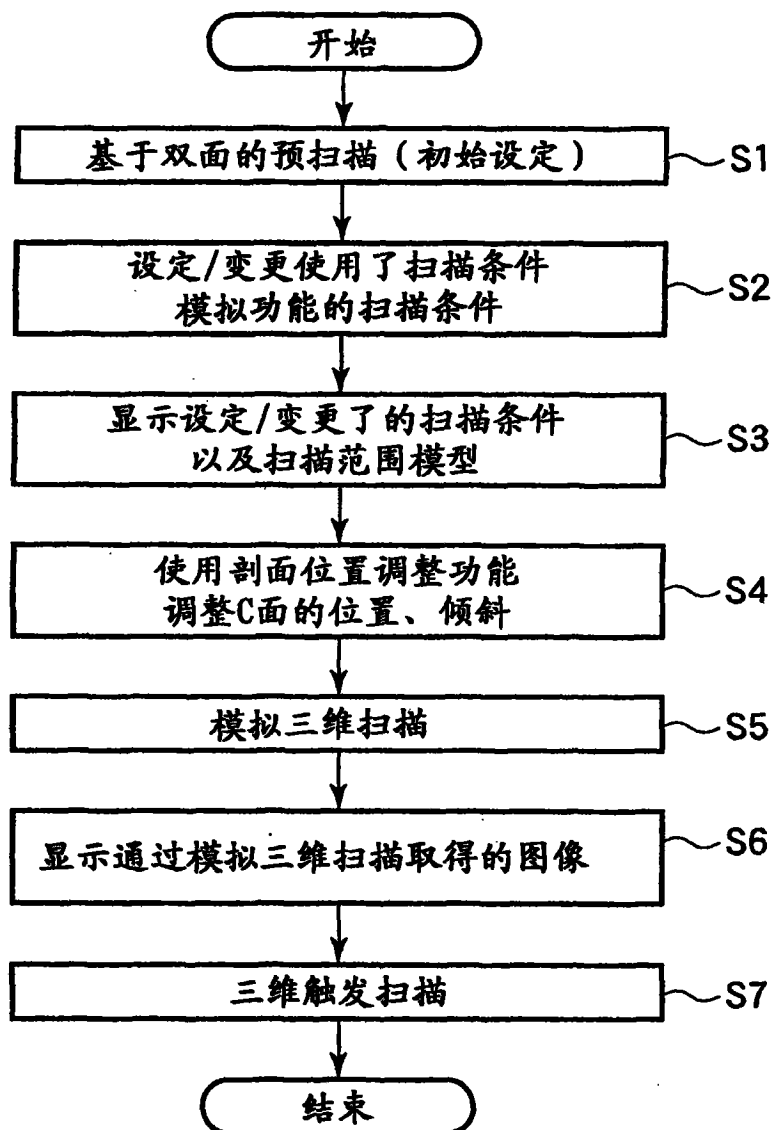 开始
基于双面的预扫描（初始设定）
S1
设定/变更使用了扫描条件
模拟功能的扫描条件
S2
显示设定/变更了的扫描条件
以及扫描范围模型
S3
使用剖面位置调整功能
调整C面的位置、倾斜
S4
模拟三维扫描
S5
显示通过模拟三维扫描取得的图像
S6
三维触发扫描
S7
结束